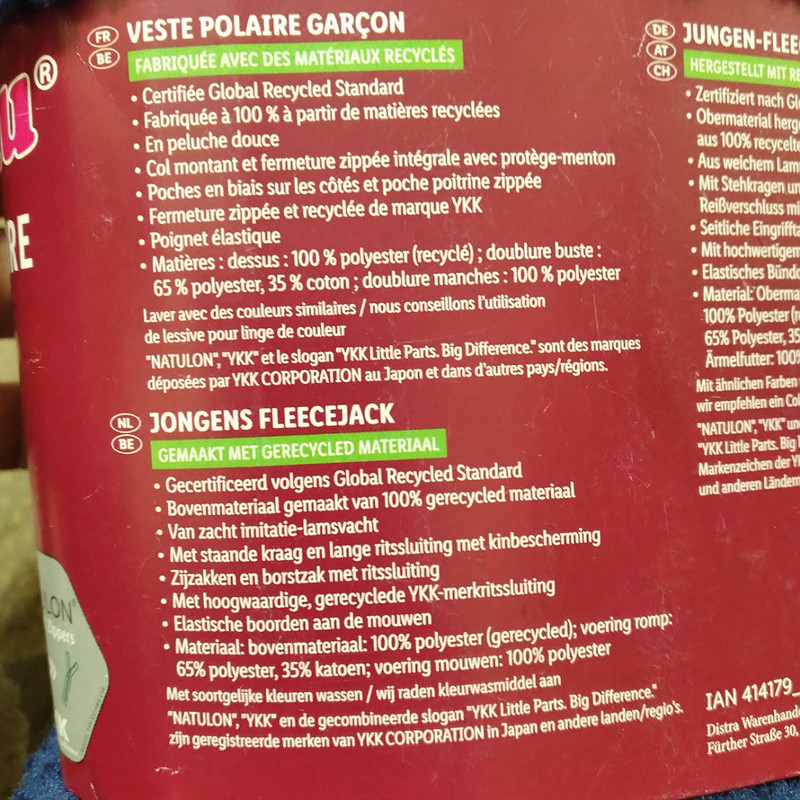 u®
RE
FR
BE
VESTE POLAIRE GARÇON
FABRIQUÉE AVEC DES MATÉRIAUX RECYCLÉS
• Certifiée Global Recycled Standard
• Fabriquée à 100 % à partir de matières recyclées
• En peluche douce
• Col montant et fermeture zippée intégrale avec protège-menton
• Poches en biais sur les côtés et poche poitrine zippée
• Fermeture zippée et recyclée de marque YKK
• Poignet élastique
• Matières : dessus : 100 % polyester (recyclé) ; doublure buste :
65 % polyester, 35 % coton ; doublure manches : 100 % polyester
Laver avec des couleurs similaires / nous conseillons l'utilisation
de lessive pour linge de couleur
"NATULON", "YKK" et le slogan "YKK Little Parts. Big Difference." sont des marques
déposées par YKK CORPORATION au Japon et dans d'autres pays/régions.
NL
BE
JONGENS FLEECEJACK
GEMAAKT MET GERECYCLED MATERIAAL
• Gecertificeerd volgens Global Recycled Standard
• Bovenmateriaal gemaakt van 100% gerecycled materiaal
• Van zacht imitatie-lamsvacht
• Met staande kraag en lange ritssluiting met kinbescherming
• Zijzakken en borstzak met ritssluiting
• Met hoogwaardige, gerecyclede YKK-merkritssluiting
• Elastische boorden aan de mouwen
• Materiaal: bovenmateriaal: 100% polyester (gerecycled); voering romp:
65% polyester, 35% katoen; voering mouwen: 100% polyester
Met soortgelijke kleuren wassen / wij raden kleurwasmiddel aan
"NATULON", "YKK" en de gecombineerde slogan "YKK Little Parts. Big Difference."
zijn geregistreerde merken van YKK CORPORATION in Japan en andere landen/regio's.
DE
AT
CH
JUNGEN-FLEE
HERGESTELLT MIT RE
• Zertifiziert nach Gl
• Obermaterial herge
aus 100% recycelte
• Aus weichem Lam
• Mit Stehkragen un
Reißverschluss mi
• Seitliche Eingrifft
• Mit hochwertigem
• Elastisches Bündc
• Material: Oberma
100% Polyester (r
65% Polyester, 35
Ärmelfutter: 100%
Mit ähnlichen Farben
wir empfehlen ein Col
"NATULON", "YKK" und
"YKK Little Parts. Big
Markenzeichen der YK
und anderen Ländern
IAN 414179_
Distra Warenhande
Further Straße 30,